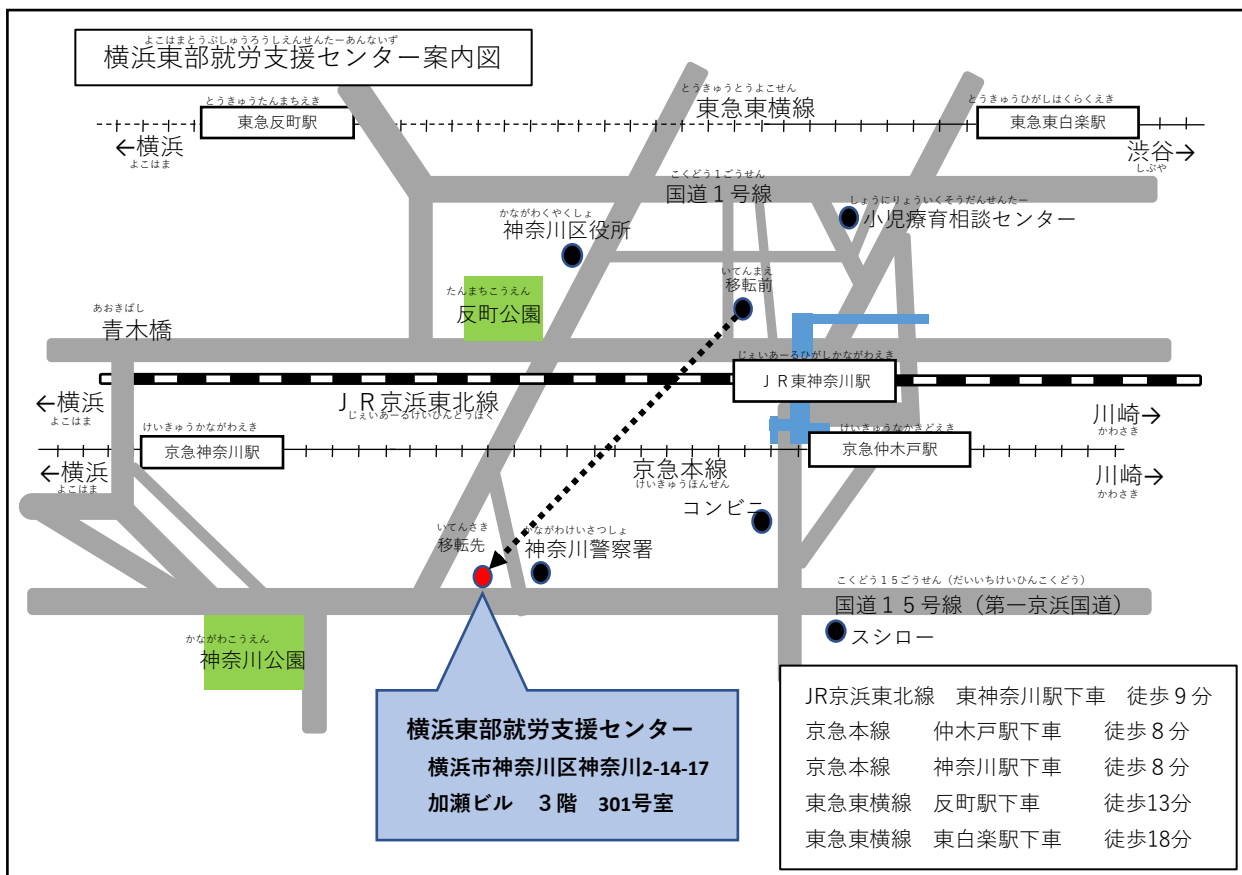 よこはまとうぶしゅうろうしえんせんたーあんないず
横浜東部就労支援センター案内図
とうきゅうたんまちえき
東急反町駅
とうきゅうとうよこせん
東急東横線
とうきゅうひがしはくらくえき
東急東白楽駅
←横浜
よこはま
渋谷→
しぶや
こくどう１ごうせん
国道１号線
しょうにりょういくそうだんせんたー
小児療育相談センター
かながわくやくしょ
神奈川区役所
いてんまえ
移転前
たんまちこうえん
反町公園
あおきばし
青木橋
じぇいあーるひがしかながわえき
ＪＲ東神奈川駅
←横浜
よこはま
ＪＲ京浜東北線
じぇいあーるけいひんとうほく
川崎→
かわさき
けいきゅうかながわえき
京急神奈川駅
けいきゅうなかきどえき
京急仲木戸駅
←横浜
よこはま
京急本線
けいきゅうほんせん
川崎→
かわさき
コンビニ
いてんさき
移転先
かながわけいさつしょ
神奈川警察署
こくどう１５ごうせん（だいいちけいひんこくどう）
国道１５号線（第一京浜国道）
スシロー
かながわこうえん
神奈川公園
横浜東部就労支援センター
横浜市神奈川区神奈川2-14-17
加瀬ビル　３階　301号室
JR京浜東北線　東神奈川駅下車　徒歩９分
京急本線　仲木戸駅下車　徒歩８分
京急本線　神奈川駅下車　徒歩８分
東急東横線　反町駅下車　徒歩13分
東急東横線　東白楽駅下車　徒歩18分